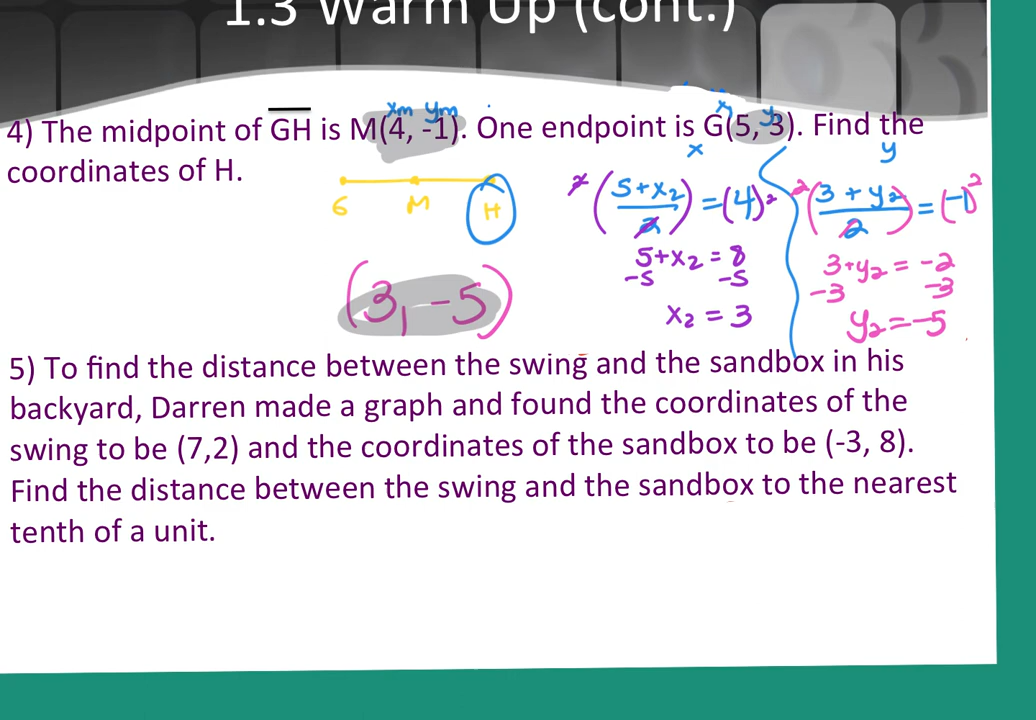 1.3 Warm Up (cont.)
xm ym
4) The midpoint of GH is M(4, -1). One endpoint is G(5, 3). Find the
coordinates of H.
x
y
G M H
2(5+x₂/2)=(4)2
2(3+y₂/2)=(-1)2
5+x₂=8
-5 -5
x₂=3
3+y₂=-2
-3 -3
y₂=-5
(3, -5)
5) To find the distance between the swing and the sandbox in his
backyard, Darren made a graph and found the coordinates of the
swing to be (7,2) and the coordinates of the sandbox to be (-3, 8).
Find the distance between the swing and the sandbox to the nearest
tenth of a unit.